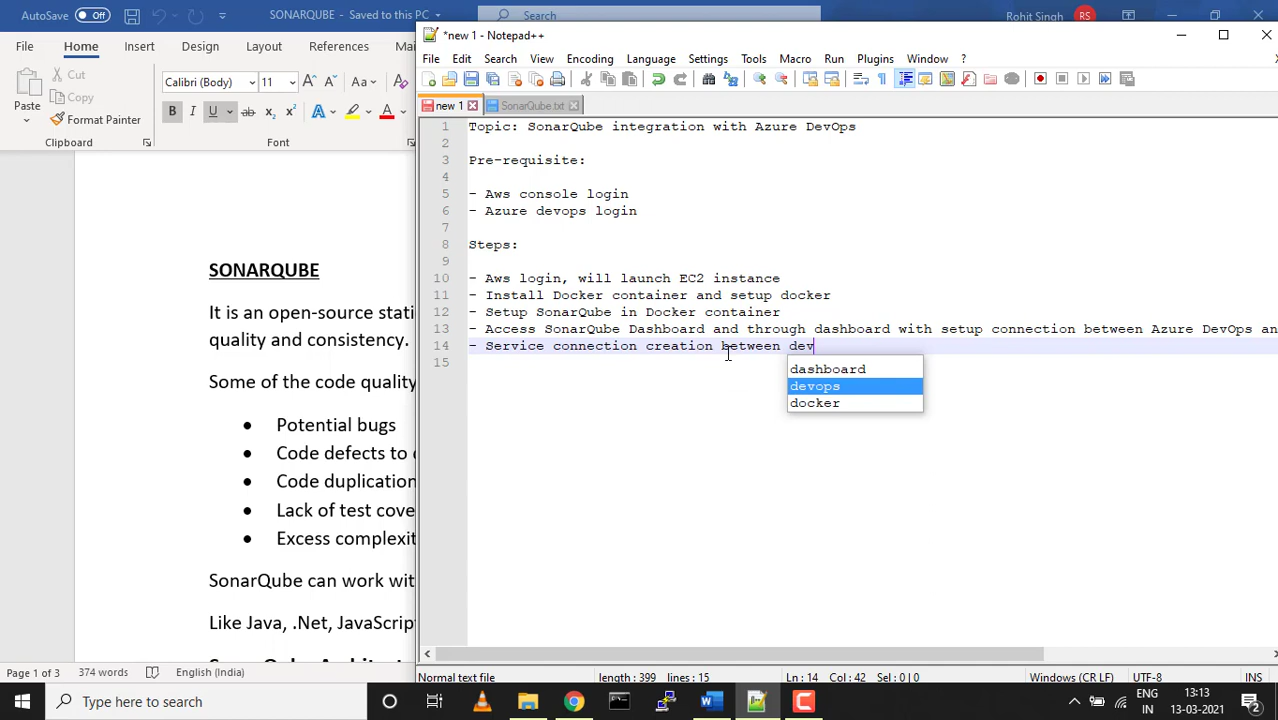 AutoSave Off SONARQUBE - Saved to this PC Search Rohit Singh RS
File Home Insert Design Layout References
Paste Cut Copy Format Painter
Calibri (Body) 11
Clipboard Font
SONARQUBE
It is an open-source stati
quality and consistency.
Some of the code quality
Potential bugs
Code defects to
Code duplication
Lack of test cove
Excess complexit
SonarQube can work wit
Like Java, .Net, JavaScript
Page 1 of 3 374 words English (India)
*new 1 - Notepad++
File Edit Search View Encoding Language Settings Tools Macro Run Plugins Window ?
new 1 SonarQube.txt
1 Topic: SonarQube integration with Azure DevOps
2
3 Pre-requisite:
4
5 - Aws console login
6 - Azure devops login
7
8 Steps:
9
10 - Aws login, will launch EC2 instance
11 - Install Docker container and setup docker
12 - Setup SonarQube in Docker container
13 - Access SonarQube Dashboard and through dashboard with setup connection between Azure DevOps an
14 - Service connection creation between dev
15
dashboard
devops
docker
Normal text file length : 399 lines : 15 Ln : 14 Col : 42 Sel : 0 | 0 Windows (CR LF) UTF-8 INS
Type here to search
ENG
IN
13:13
13-03-2021
2